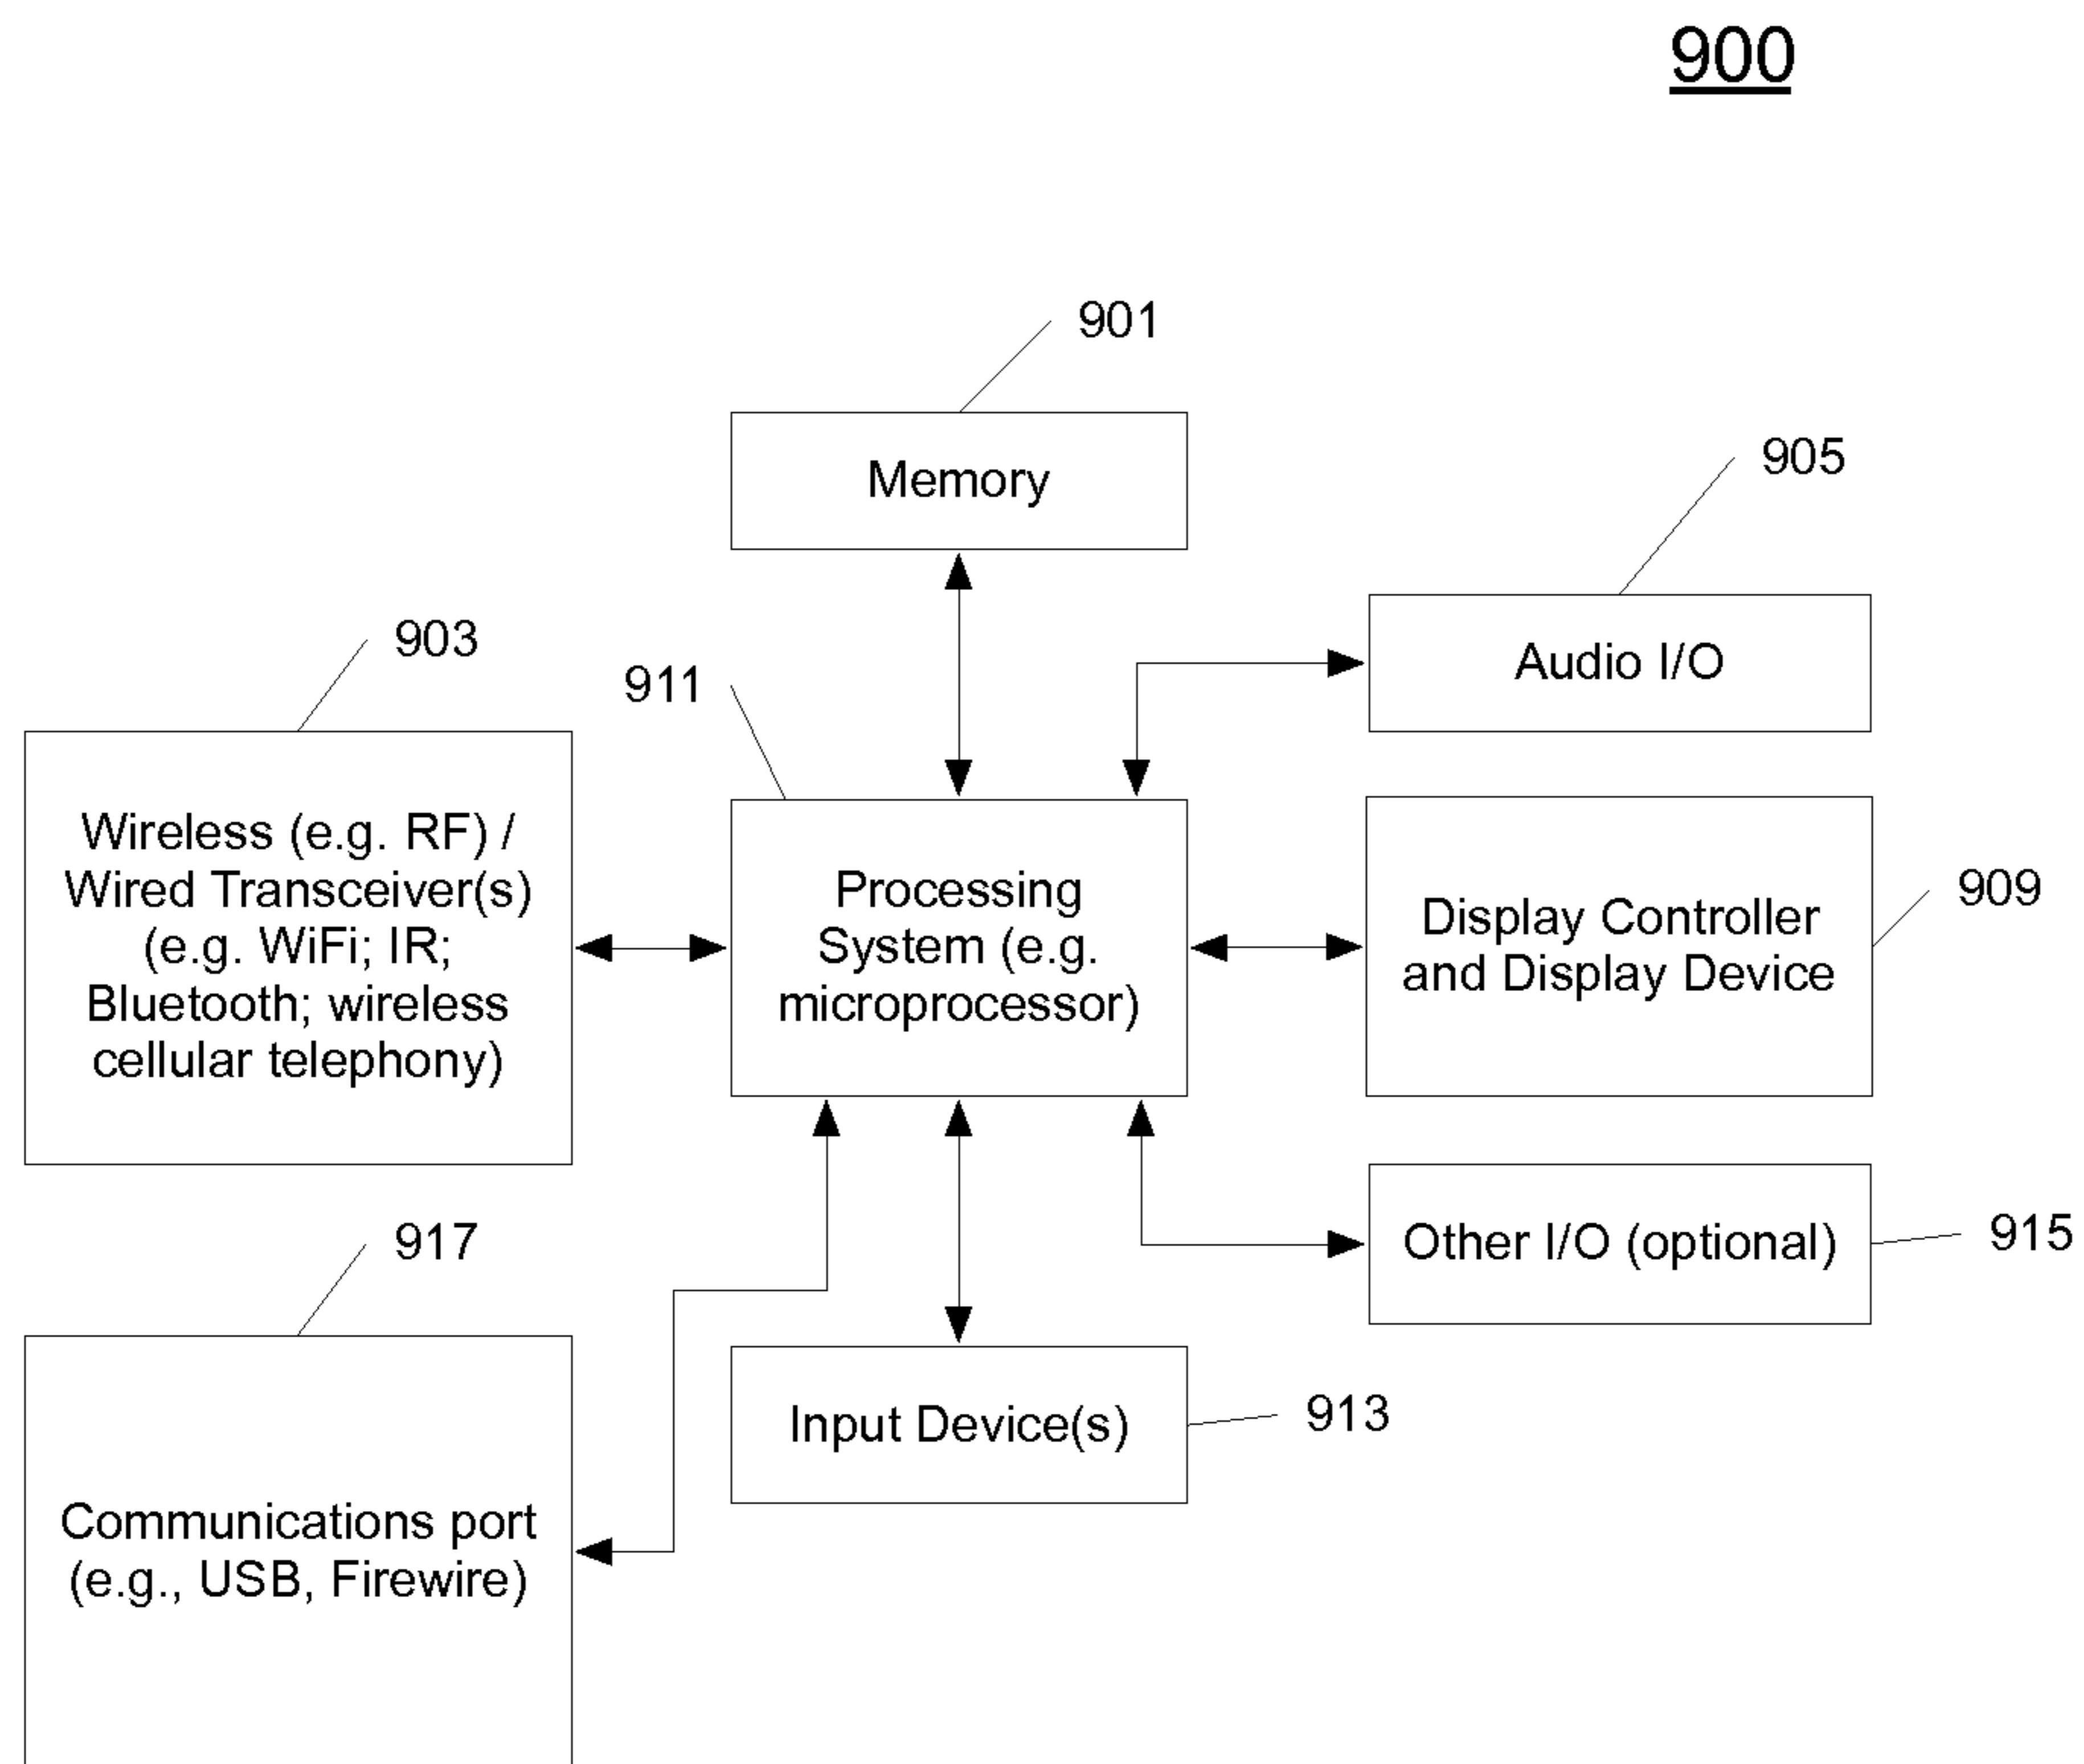 900
901
Memory
905
Audio I/O
903
911
Wireless (e.g. RF) /
Wired Transceiver(s)
(e.g. WiFi; IR;
Bluetooth; wireless
cellular telephony)
Processing
System (e.g.
microprocessor)
Display Controller
and Display Device
909
917
Other I/O (optional)
915
Input Device(s)
913
Communications port
(e.g., USB, Firewire)